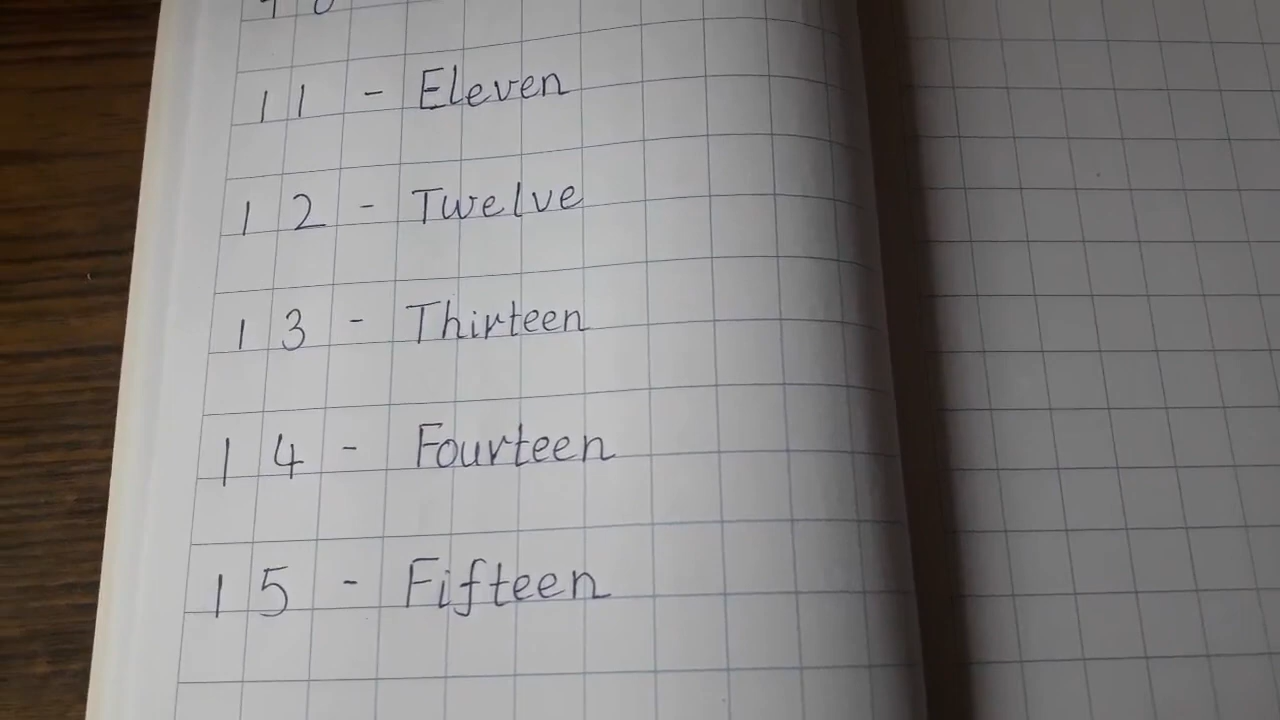 11 - Eleven
12 - Twelve
13 - Thirteen
14 - Fourteen
15 - Fifteen